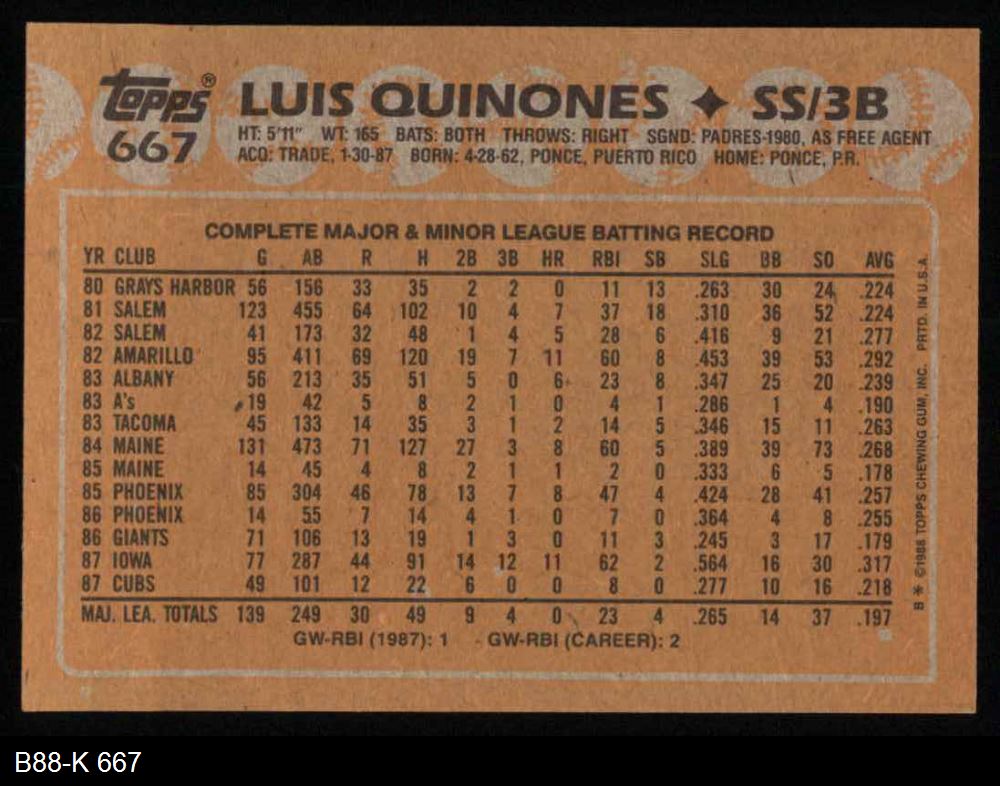 Topps®
667
LUIS QUINONES ✦ SS/3B
HT: 5'11" WT: 165 BATS: BOTH THROWS: RIGHT SGND: PADRES-1980, AS FREE AGENT
ACQ: TRADE, 1-30-87 BORN: 4-28-62, PONCE, PUERTO RICO HOME: PONCE, P.R.
COMPLETE MAJOR & MINOR LEAGUE BATTING RECORD
YR CLUB G AB R H 2B 3B HR RBI SB SLG BB SO AVG
80 GRAYS HARBOR 56 156 33 35 2 2 0 11 13 .263 30 24 .224
81 SALEM 123 455 64 102 10 4 7 37 18 .310 36 52 .224
82 SALEM 41 173 32 48 1 4 5 28 6 .416 9 21 .277
82 AMARILLO 95 411 69 120 19 7 11 60 8 .453 39 53 .292
83 ALBANY 56 213 35 51 5 0 6 23 8 .347 25 20 .239
83 A's 19 42 5 8 2 1 0 4 1 .286 1 4 .190
83 TACOMA 45 133 14 35 3 1 2 14 5 .346 15 11 .263
84 MAINE 131 473 71 127 27 3 8 60 5 .389 39 73 .268
85 MAINE 14 45 4 8 2 1 1 2 0 .333 6 5 .178
85 PHOENIX 85 304 46 78 13 7 8 47 4 .424 28 41 .257
86 PHOENIX 14 55 7 14 4 1 0 7 0 .364 4 8 .255
86 GIANTS 71 106 13 19 1 3 0 11 3 .245 3 17 .179
87 IOWA 77 287 44 91 14 12 11 62 2 .564 16 30 .317
87 CUBS 49 101 12 22 6 0 0 8 0 .277 10 16 .218
MAJ. LEA. TOTALS 139 249 30 49 9 4 0 23 4 .265 14 37 .197
GW-RBI (1987): 1 GW-RBI (CAREER): 2
B * ©1988 TOPPS CHEWING GUM, INC. PRTD. IN U.S.A.
B88-K 667